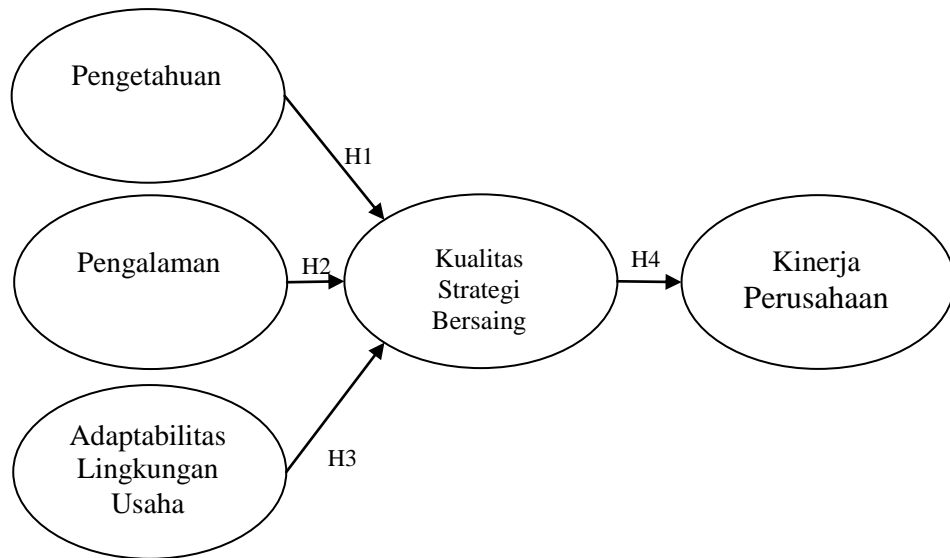 Pengetahuan
H1
Pengalaman
H2
Kualitas
Strategi
Bersaing
H4
Kinerja
Perusahaan
Adaptabilitas
Lingkungan
Usaha
H3